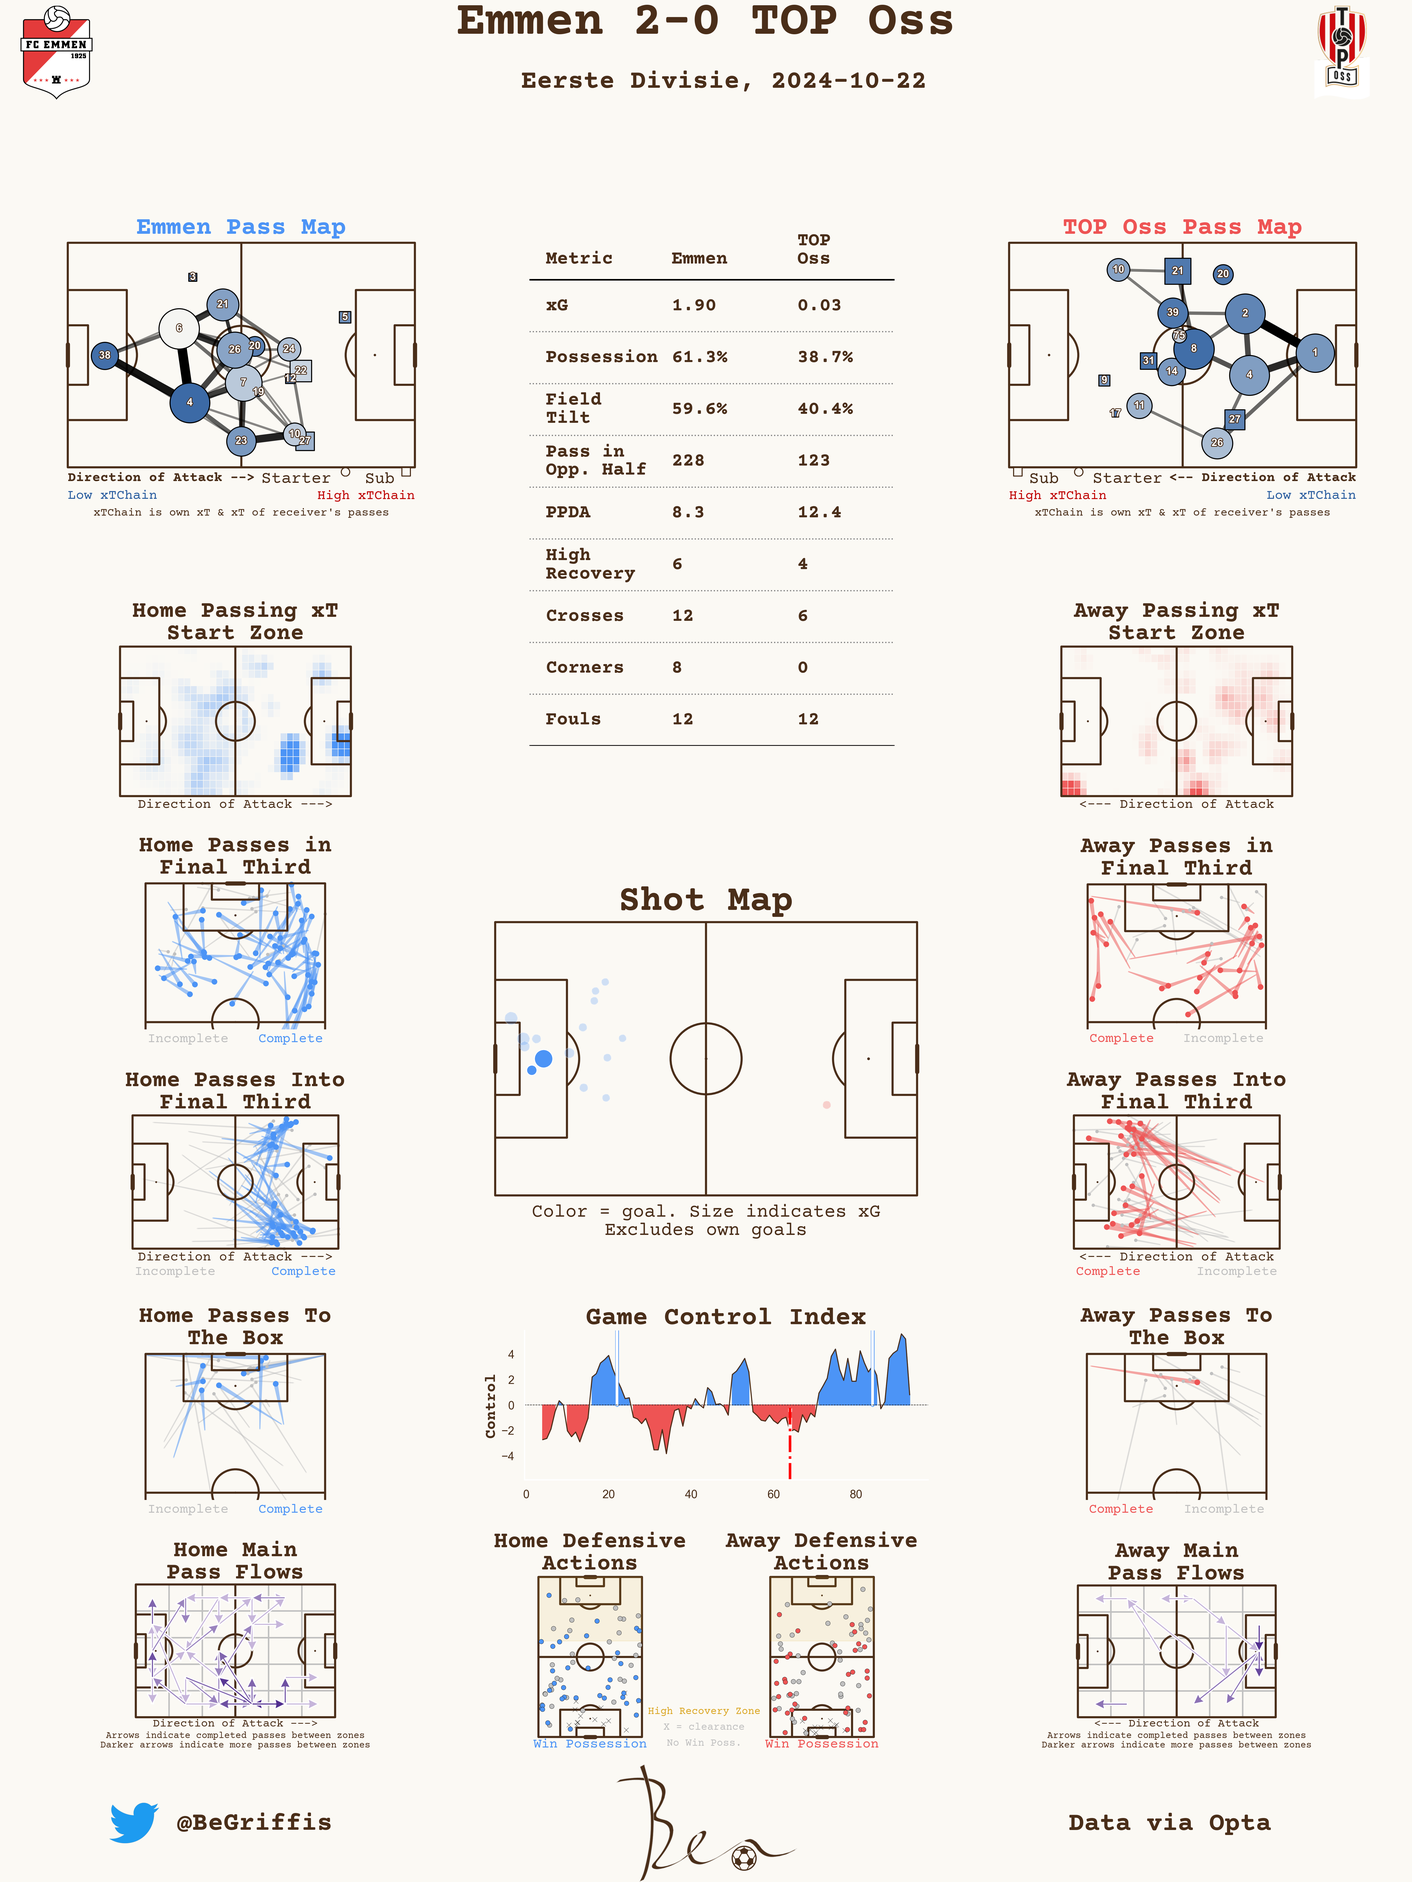 Emmen 2-0 TOP Oss
Eerste Divisie, 2024-10-22
FC EMMEN
1925
TOP
OSS
Emmen Pass Map
3
21
6
5
38
26
20
24
22
7
12
19
4
10
27
23
Direction of Attack --> Starter Sub
Low xTChain High xTChain
xTChain is own xT & xT of receiver's passes
Metric Emmen TOP Oss
xG 1.90 0.03
Possession 61.3% 38.7%
Field Tilt 59.6% 40.4%
Pass in Opp. Half 228 123
PPDA 8.3 12.4
High Recovery 6 4
Crosses 12 6
Corners 8 0
Fouls 12 12
TOP Oss Pass Map
10
21
20
39
2
75
8
1
31
14
4
9
11
17
27
26
Sub Starter <-- Direction of Attack
High xTChain Low xTChain
xTChain is own xT & xT of receiver's passes
Home Passing xT
Start Zone
Direction of Attack --->
Away Passing xT
Start Zone
<--- Direction of Attack
Home Passes in
Final Third
Incomplete Complete
Away Passes in
Final Third
Complete Incomplete
Shot Map
Color = goal. Size indicates xG
Excludes own goals
Home Passes Into
Final Third
Direction of Attack --->
Incomplete Complete
Away Passes Into
Final Third
<--- Direction of Attack
Complete Incomplete
Game Control Index
Control
4
2
0
−2
−4
0 20 40 60 80
Home Passes To
The Box
Incomplete Complete
Away Passes To
The Box
Complete Incomplete
Home Main
Pass Flows
Direction of Attack --->
Arrows indicate completed passes between zones
Darker arrows indicate more passes between zones
Home Defensive
Actions
Win Possession
High Recovery Zone
X = clearance
No Win Poss.
Away Defensive
Actions
Win Possession
Away Main
Pass Flows
<--- Direction of Attack
Arrows indicate completed passes between zones
Darker arrows indicate more passes between zones
@BeGriffis
Ben
Data via Opta